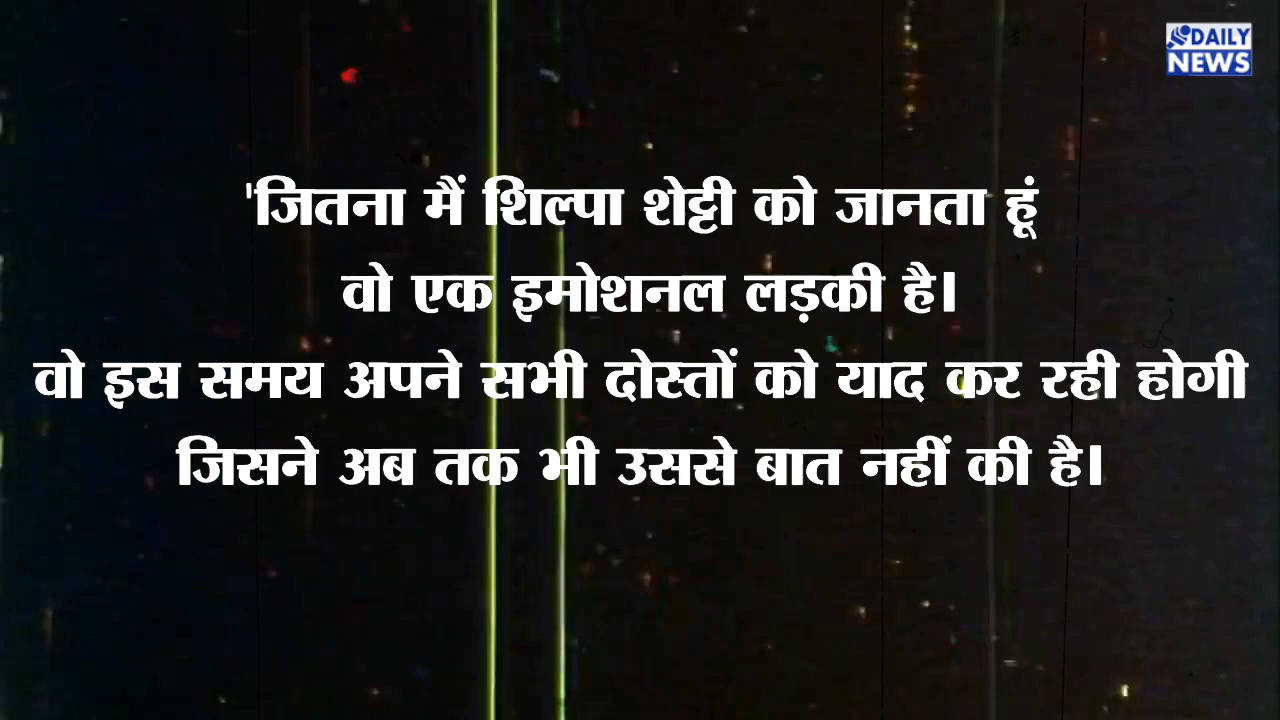 DAILY
NEWS
'जितना मैं शिल्पा शेट्टी को जानता हूं
वो एक इमोशनल लड़की है।
वो इस समय अपने सभी दोस्तों को याद कर रही होगी
जिसने अब तक भी उससे बात नहीं की है।